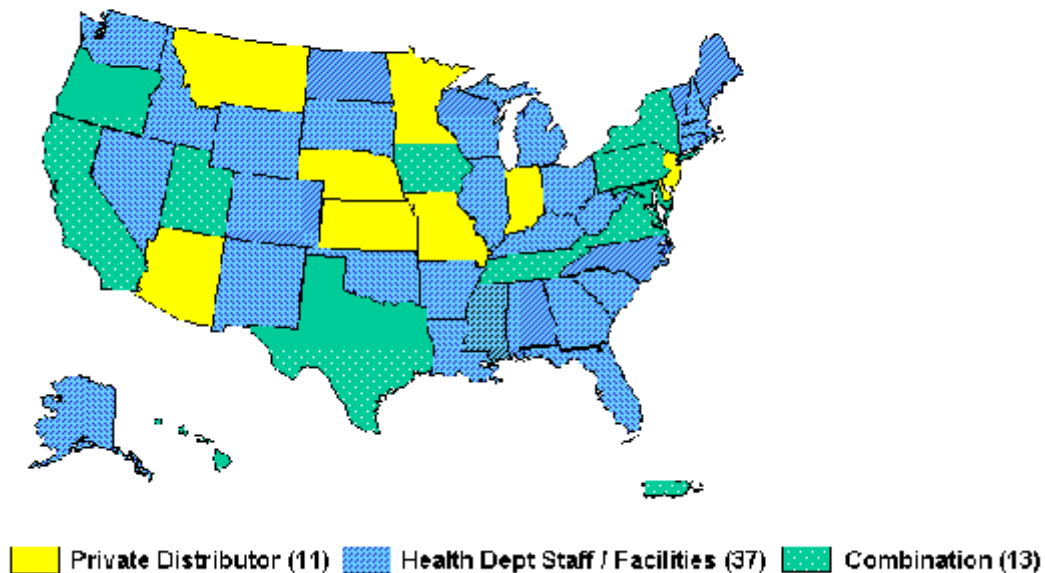 Private Distributor (11) Health Dept Staff / Facilities (37) Combination (13)